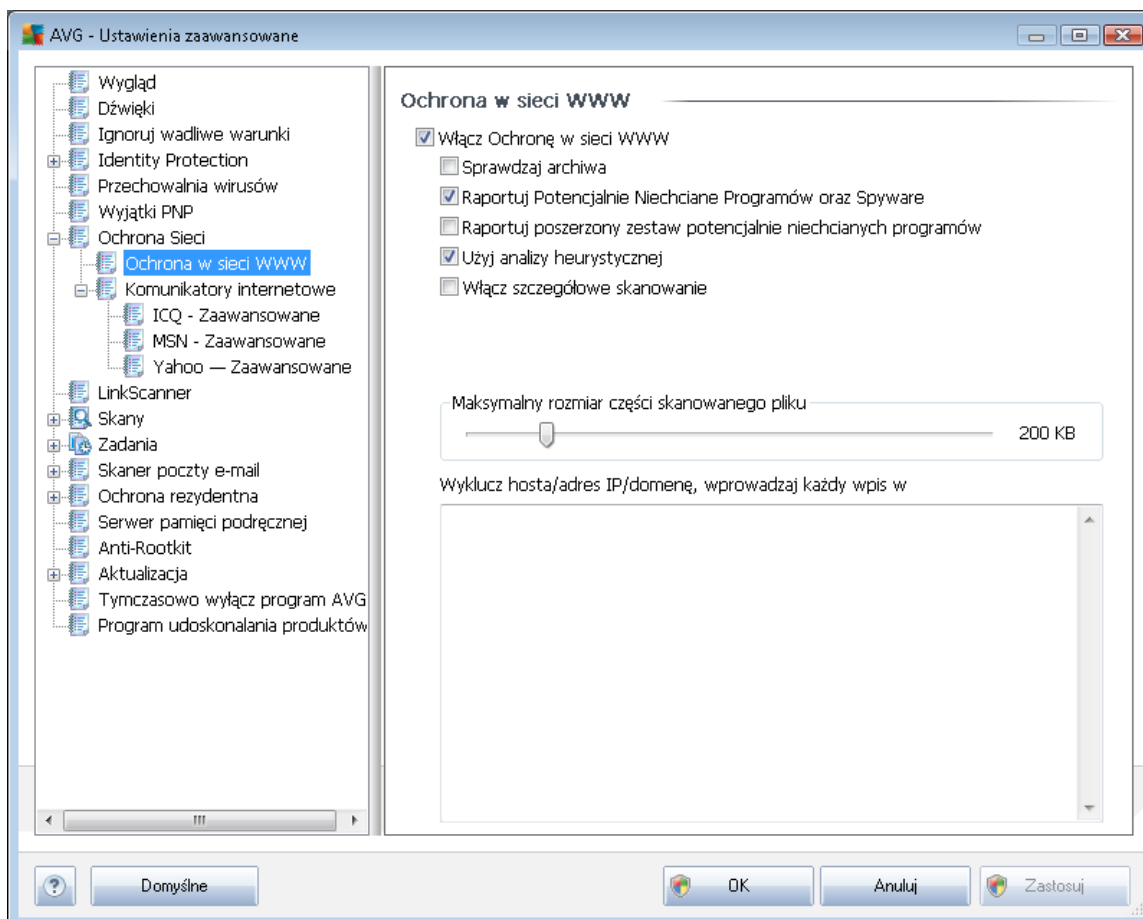 AVG - Ustawienia zaawansowane
Wygląd
Dźwięki
Ignoruj wadliwe warunki
Identity Protection
Przechowalnia wirusów
Wyjątki PNP
Ochrona Sieci
Ochrona w sieci WWW
Komunikatory internetowe
ICQ - Zaawansowane
MSN - Zaawansowane
Yahoo — Zaawansowane
LinkScanner
Skany
Zadania
Skaner poczty e-mail
Ochrona rezydentna
Serwer pamięci podręcznej
Anti-Rootkit
Aktualizacja
Tymczasowo wyłącz program AVG
Program udoskonalania produktów
Ochrona w sieci WWW
Włącz Ochronę w sieci WWW
Sprawdzaj archiwa
Raportuj Potencjalnie Niechciane Programów oraz Spyware
Raportuj poszerzony zestaw potencjalnie niechcianych programów
Użyj analizy heurystycznej
Włącz szczegółowe skanowanie
Maksymalny rozmiar części skanowanego pliku
200 KB
Wyklucz hosta/adres IP/domenę, wprowadzaj każdy wpis w
?
Domyślne
OK
Anuluj
Zastosuj